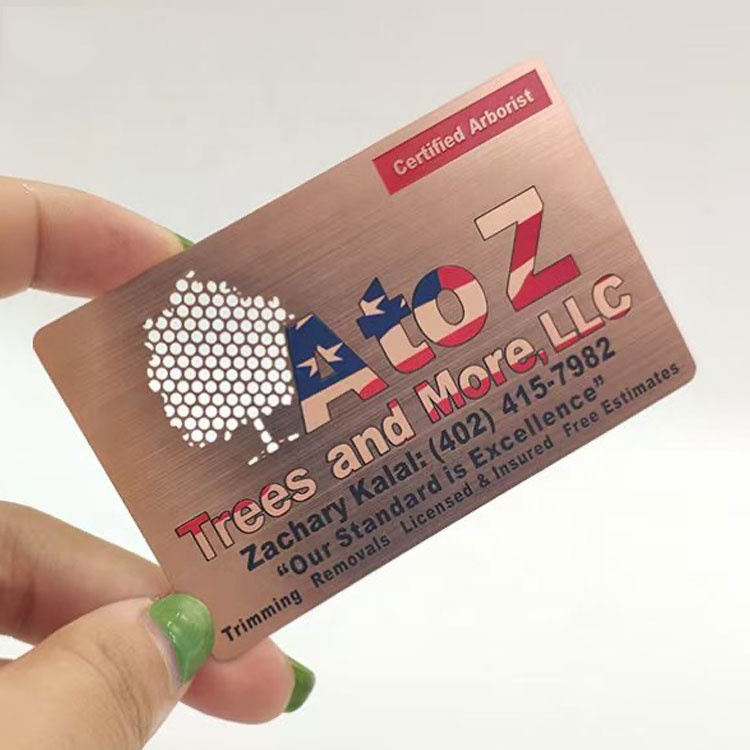 Certified Arborist
A to Z
Trees and More, LLC
Zachary Kalal: (402) 415-7982
“Our Standard is Excellence”
Trimming Removals Licensed & Insured Free Estimates